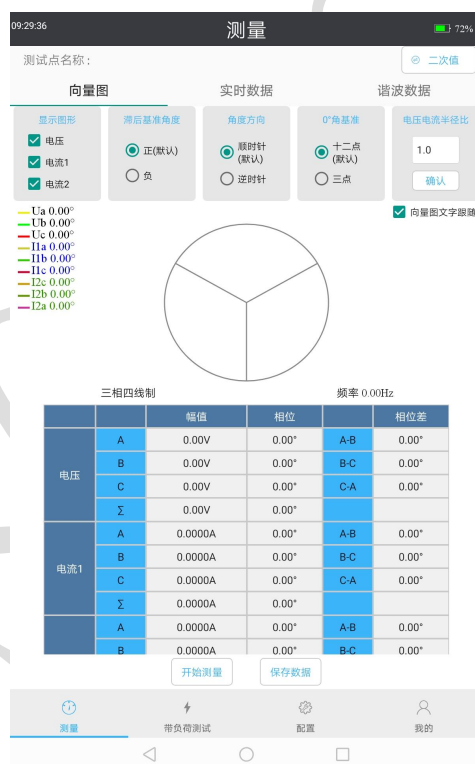 09:29:36
测量
72%
测试点名称：
二次值
向量图 实时数据 谐波数据
显示图形 滞后基准角度 角度方向 0°角基准 电压电流半径比
电压 正(默认) 顺时针(默认) 十二点(默认) 1.0
电流1
电流2 负 逆时针 三点 确认
Ua 0.00°
Ub 0.00°
Uc 0.00°
I1a 0.00°
I1b 0.00°
I1c 0.00°
I2c 0.00°
I2b 0.00°
I2a 0.00°
向量图文字跟随
三相四线制 频率 0.00Hz
幅值 相位 相位差
电压
A 0.00V 0.00° A-B 0.00°
B 0.00V 0.00° B-C 0.00°
C 0.00V 0.00° C-A 0.00°
Σ 0.00V 0.00°
电流1
A 0.0000A 0.00° A-B 0.00°
B 0.0000A 0.00° B-C 0.00°
C 0.0000A 0.00° C-A 0.00°
Σ 0.0000A 0.00°
A 0.0000A 0.00° A-B 0.00°
B 0.0000A 0.00° B-C 0.00°
开始测量 保存数据
测量 带负荷测试 配置 我的